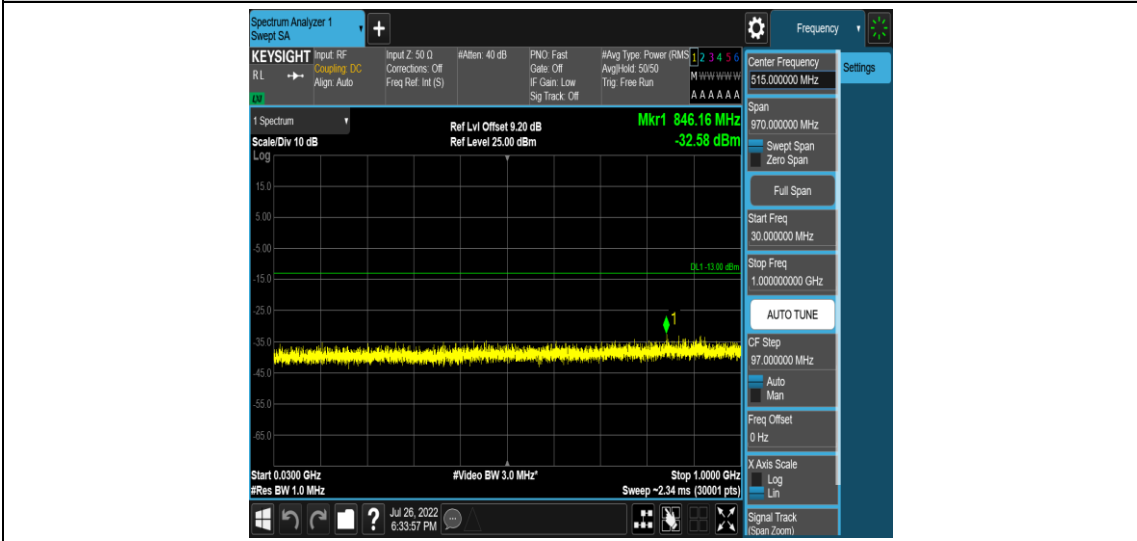 Spectrum Analyzer 1
Swept SA
+
Frequency
KEYSIGHT
RL
Input: RF
Coupling: DC
Align: Auto
Input Z: 50 Ω
Corrections: Off
Freq Ref: Int (S)
#Atten: 40 dB
PNO: Fast
Gate: Off
IF Gain: Low
Sig Track: Off
#Avg Type: Power (RMS
Avg|Hold: 50/50
Trig: Free Run
1 2 3 4 5 6
M W W W W W
A A A A A A
1 Spectrum
Scale/Div 10 dB
Log
Ref Lvl Offset 9.20 dB
Ref Level 25.00 dBm
Mkr1 846.16 MHz
-32.58 dBm
15.0
5.00
-5.00
DL1 -13.00 dBm
-15.0
-25.0
1
-35.0
-45.0
-55.0
-65.0
Start 0.0300 GHz
#Res BW 1.0 MHz
#Video BW 3.0 MHz*
Stop 1.0000 GHz
Sweep ~2.34 ms (30001 pts)
?
Jul 26, 2022
6:33:57 PM
Settings
Center Frequency
515.000000 MHz
Span
970.000000 MHz
Swept Span
Zero Span
Full Span
Start Freq
30.000000 MHz
Stop Freq
1.000000000 GHz
AUTO TUNE
CF Step
97.000000 MHz
Auto
Man
Freq Offset
0 Hz
X Axis Scale
Log
Lin
Signal Track
(Span Zoom)